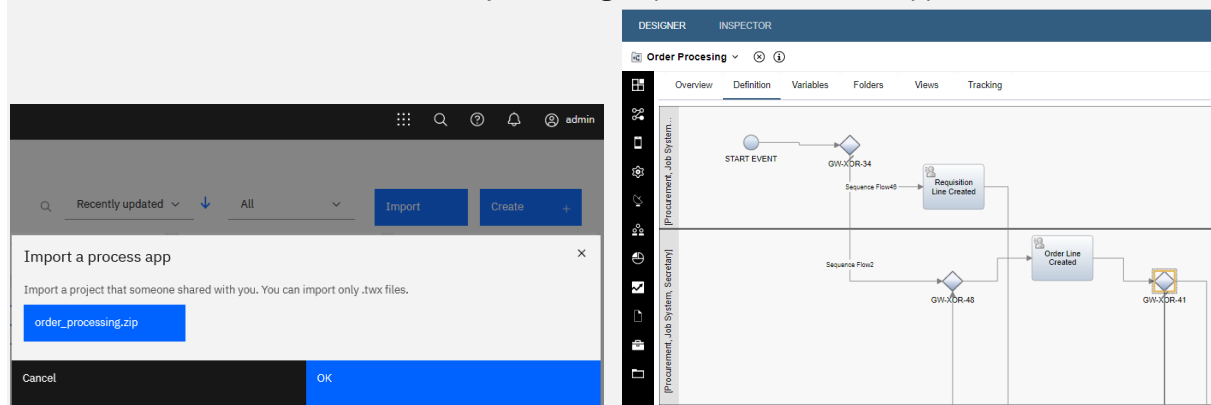 admin
Recently updated
All
Import
Create +
Import a process app
Import a project that someone shared with you. You can import only .twx files.
order_processing.zip
Cancel
OK
DESIGNER INSPECTOR
Order Procesing
Overview Definition Variables Folders Views Tracking
[Procurement, Job System...
START EVENT
GW-XOR-34
Sequence Flow46
Requisition
Line Created
[Procurement, Job System, Secretary]
Sequence Flow2
GW-XOR-48
Order Line
Created
GW-XOR-41